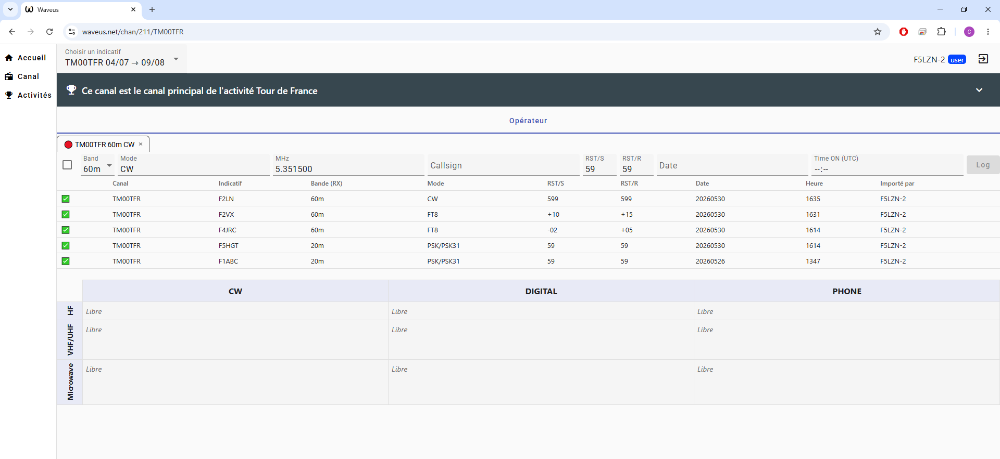 Waveus
waveus.net/chan/211/TM00TFR
C
Accueil
Canal
Activités
Choisir un indicatif
TM00TFR 04/07 → 09/08
F5LZN-2 user
Ce canal est le canal principal de l'activité Tour de France
Opérateur
TM00TFR 60m CW ×
Band Mode MHz RST/S RST/R Time ON (UTC)
60m CW 5.351500 Callsign 59 59 Date --:-- Log
Canal Indicatif Bande (RX) Mode RST/S RST/R Date Heure Importé par
TM00TFR F2LN 60m CW 599 599 20260530 1635 F5LZN-2
TM00TFR F2VX 60m FT8 +10 +15 20260530 1631 F5LZN-2
TM00TFR F4JRC 60m FT8 -02 +05 20260530 1614 F5LZN-2
TM00TFR F5HGT 20m PSK/PSK31 59 59 20260530 1614 F5LZN-2
TM00TFR F1ABC 20m PSK/PSK31 59 59 20260526 1347 F5LZN-2
CW DIGITAL PHONE
HF Libre Libre Libre
VHF/UHF Libre Libre Libre
Microwave Libre Libre Libre